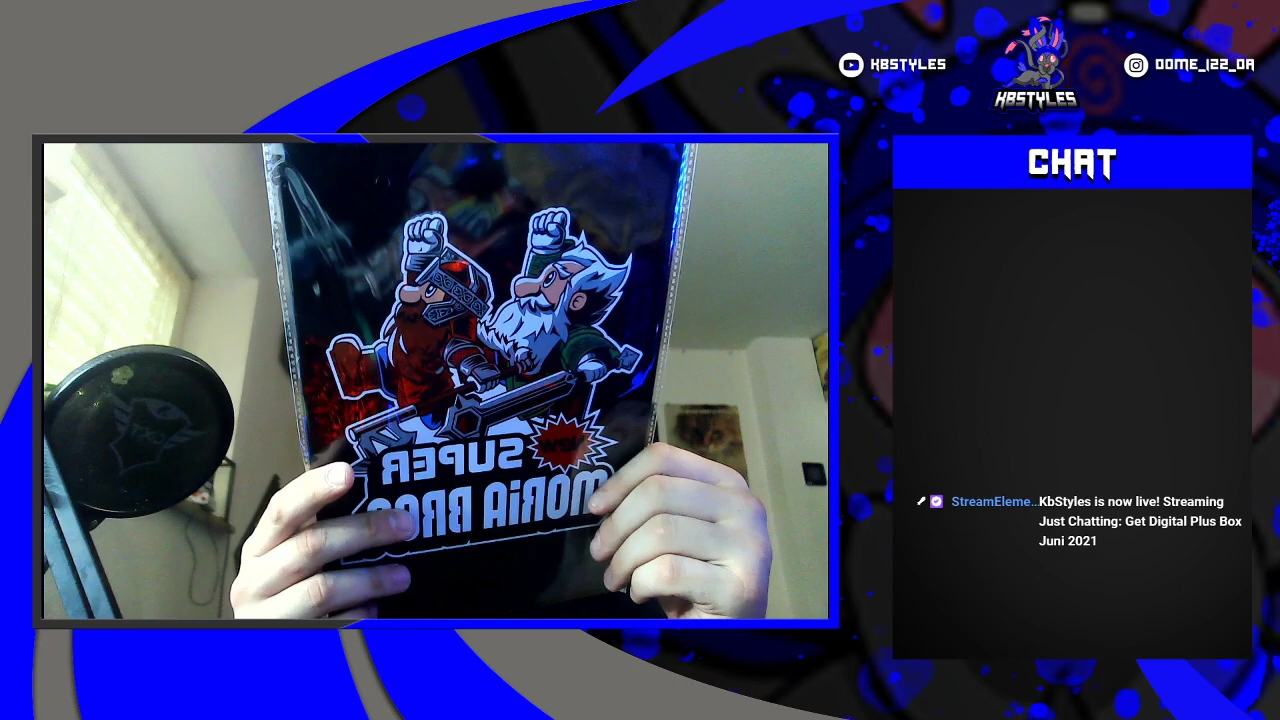 KBSTYLES
DOME_122_OR
KBSTYLES
CHAT
NEW
SUPER
MORIA BROS
StreamEleme... KbStyles is now live! Streaming
Just Chatting: Get Digital Plus Box
Juni 2021